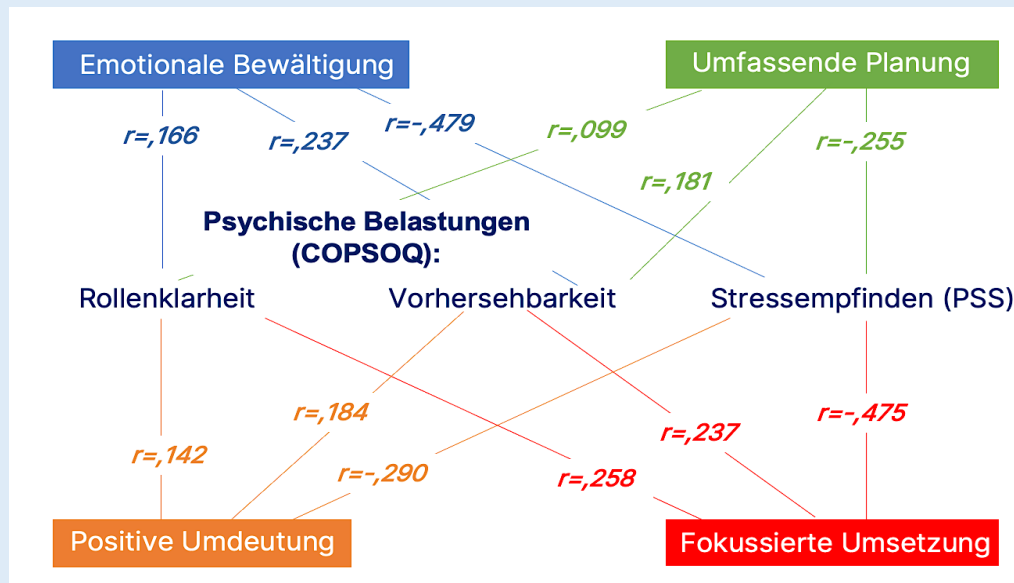 Emotionale Bewältigung
Umfassende Planung
r=,166
r=,237
r=-,479
r=,099
r=-,255
r=,181
Psychische Belastungen
(COPSOQ):
Rollenklarheit
Vorhersehbarkeit
Stressempfinden (PSS)
r=,142
r=,184
r=-,290
r=,258
r=,237
r=-,475
Positive Umdeutung
Fokussierte Umsetzung